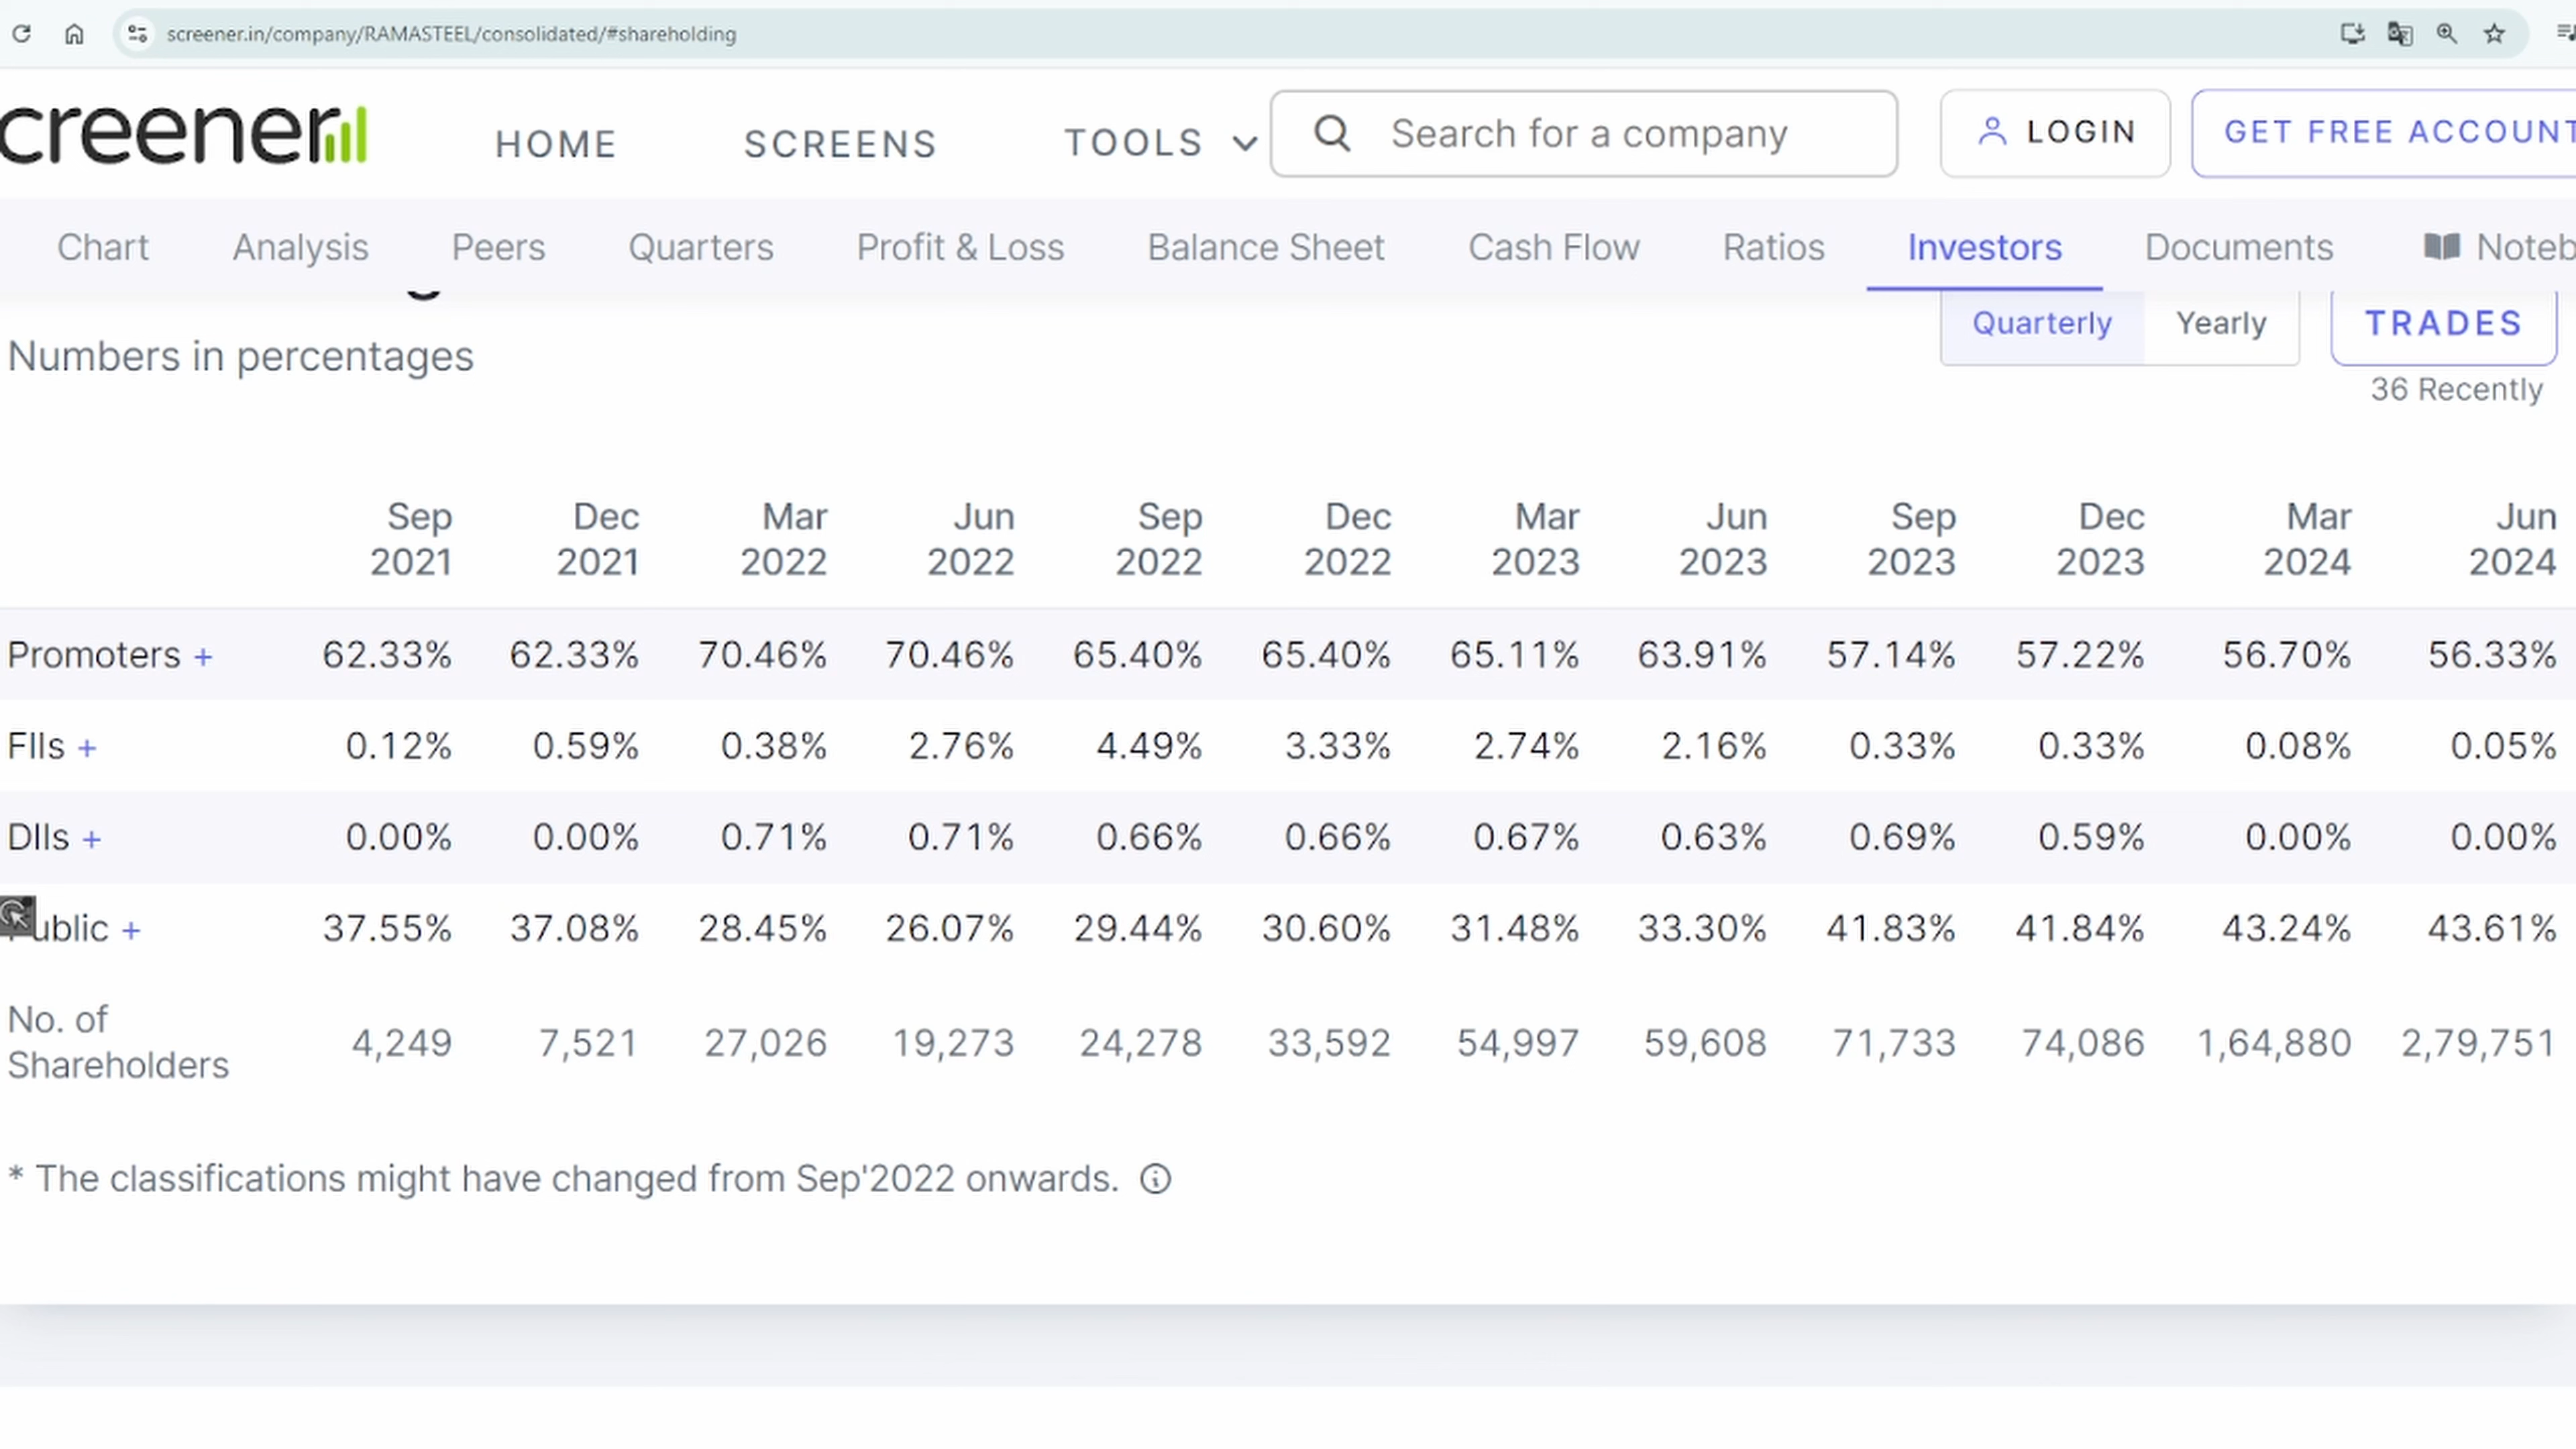 screener.in/company/RAMASTEEL/consolidated/#shareholding
creener
HOME SCREENS TOOLS Search for a company LOGIN GET FREE ACCOUNT
Chart Analysis Peers Quarters Profit & Loss Balance Sheet Cash Flow Ratios Investors Documents Noteb
Numbers in percentages
Quarterly Yearly TRADES
36 Recently
Sep 2021 Dec 2021 Mar 2022 Jun 2022 Sep 2022 Dec 2022 Mar 2023 Jun 2023 Sep 2023 Dec 2023 Mar 2024 Jun 2024
Promoters + 62.33% 62.33% 70.46% 70.46% 65.40% 65.40% 65.11% 63.91% 57.14% 57.22% 56.70% 56.33%
FIIs + 0.12% 0.59% 0.38% 2.76% 4.49% 3.33% 2.74% 2.16% 0.33% 0.33% 0.08% 0.05%
DIIs + 0.00% 0.00% 0.71% 0.71% 0.66% 0.66% 0.67% 0.63% 0.69% 0.59% 0.00% 0.00%
Public + 37.55% 37.08% 28.45% 26.07% 29.44% 30.60% 31.48% 33.30% 41.83% 41.84% 43.24% 43.61%
No. of Shareholders 4,249 7,521 27,026 19,273 24,278 33,592 54,997 59,608 71,733 74,086 1,64,880 2,79,751
* The classifications might have changed from Sep'2022 onwards.